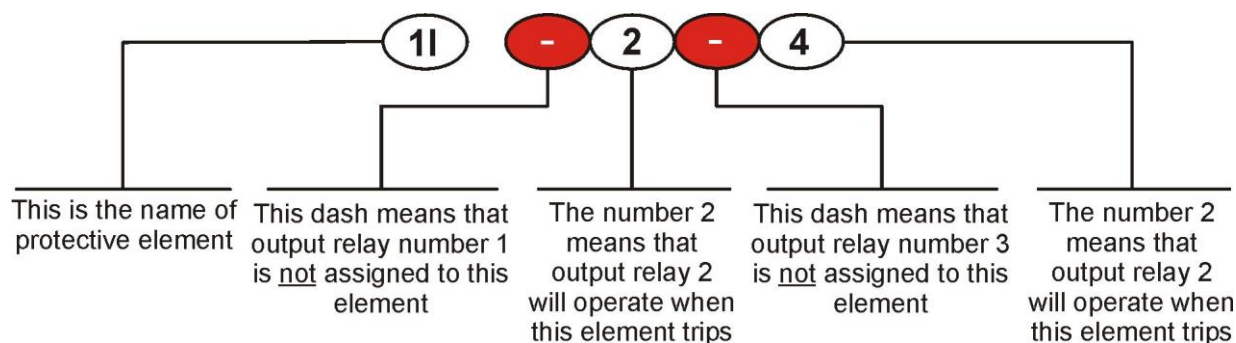 1I - 2 - 4
This is the name of
protective element
This dash means that
output relay number 1
is not assigned to this
element
The number 2
means that
output relay 2
will operate when
this element trips
This dash means that
output relay number 3
is not assigned to this
element
The number 2
means that
output relay 2
will operate when
this element trips